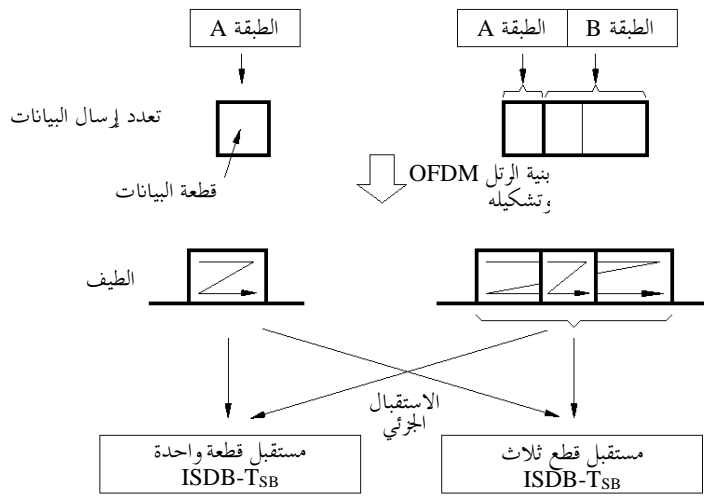 الطبقة A
الطبقة A
الطبقة B
تعدد إرسال البيانات
قطعة البيانات
بنية الرتل OFDM
وتشكيله
الطيف
الاستقبال
الجزئي
مستقبل قطعة واحدة
ISDB-TSB
مستقبل قطع ثلاث
ISDB-TSB